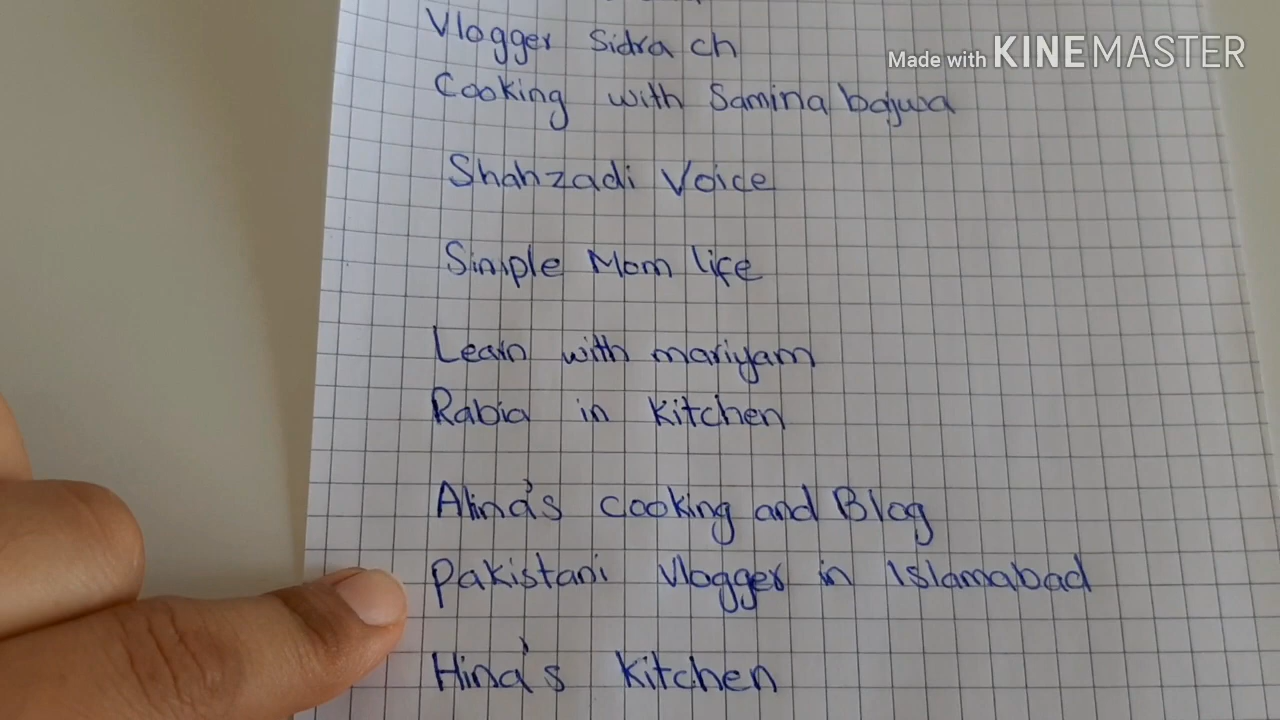 Vlogger Sidra ch
Made with KINEMASTER
Cooking with Samina bajwa
Shahzadi Voice
Simple Mom life
Learn with mariyam
Rabia in Kitchen
Alina's cooking and Blog
Pakistani Vlogger in Islamabad
Hina's Kitchen